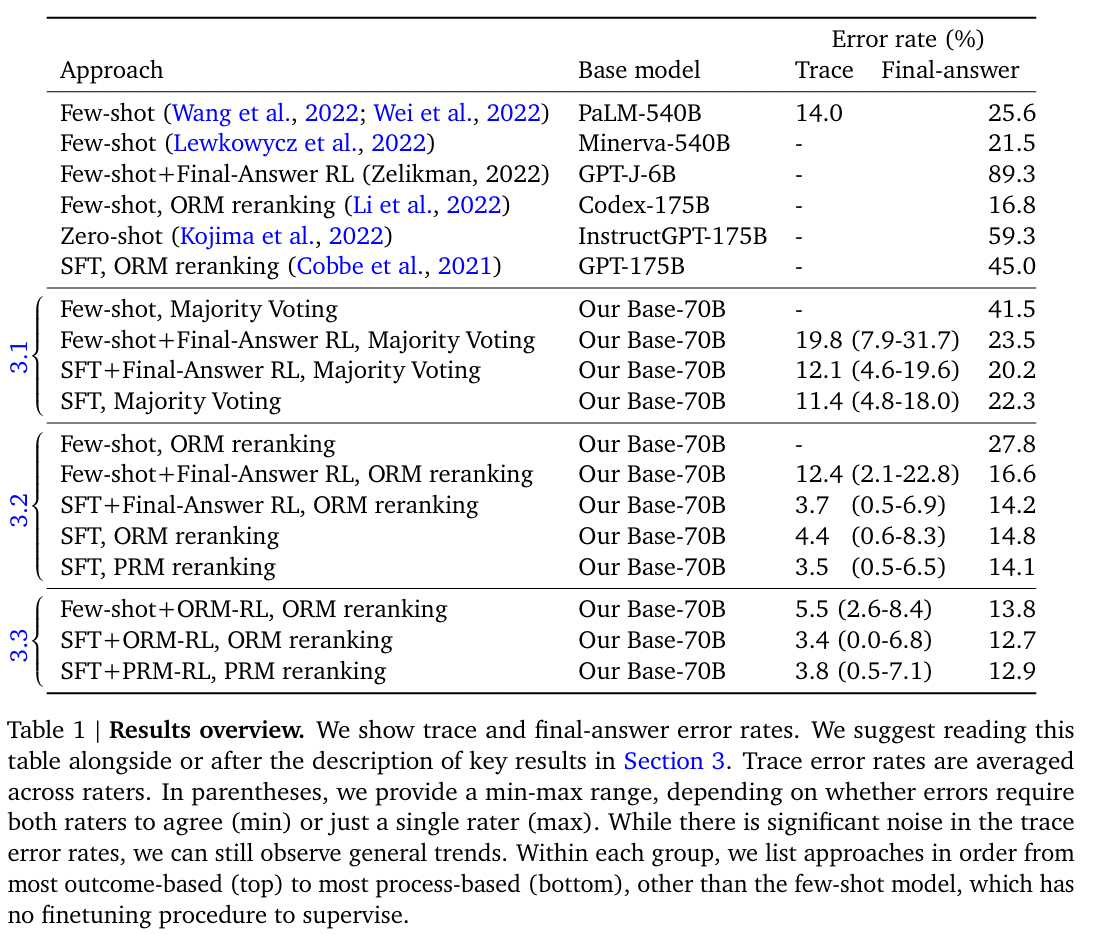 Error rate (%)
Approach Base model Trace Final-answer
Few-shot (Wang et al., 2022; Wei et al., 2022) PaLM-540B 14.0 25.6
Few-shot (Lewkowycz et al., 2022) Minerva-540B - 21.5
Few-shot+Final-Answer RL (Zelikman, 2022) GPT-J-6B - 89.3
Few-shot, ORM reranking (Li et al., 2022) Codex-175B - 16.8
Zero-shot (Kojima et al., 2022) InstructGPT-175B - 59.3
SFT, ORM reranking (Cobbe et al., 2021) GPT-175B - 45.0
3.1
Few-shot, Majority Voting Our Base-70B - 41.5
Few-shot+Final-Answer RL, Majority Voting Our Base-70B 19.8 (7.9-31.7) 23.5
SFT+Final-Answer RL, Majority Voting Our Base-70B 12.1 (4.6-19.6) 20.2
SFT, Majority Voting Our Base-70B 11.4 (4.8-18.0) 22.3
3.2
Few-shot, ORM reranking Our Base-70B - 27.8
Few-shot+Final-Answer RL, ORM reranking Our Base-70B 12.4 (2.1-22.8) 16.6
SFT+Final-Answer RL, ORM reranking Our Base-70B 3.7 (0.5-6.9) 14.2
SFT, ORM reranking Our Base-70B 4.4 (0.6-8.3) 14.8
SFT, PRM reranking Our Base-70B 3.5 (0.5-6.5) 14.1
3.3
Few-shot+ORM-RL, ORM reranking Our Base-70B 5.5 (2.6-8.4) 13.8
SFT+ORM-RL, ORM reranking Our Base-70B 3.4 (0.0-6.8) 12.7
SFT+PRM-RL, PRM reranking Our Base-70B 3.8 (0.5-7.1) 12.9
Table 1 | Results overview. We show trace and final-answer error rates. We suggest reading this
table alongside or after the description of key results in Section 3. Trace error rates are averaged
across raters. In parentheses, we provide a min-max range, depending on whether errors require
both raters to agree (min) or just a single rater (max). While there is significant noise in the trace
error rates, we can still observe general trends. Within each group, we list approaches in order from
most outcome-based (top) to most process-based (bottom), other than the few-shot model, which has
no finetuning procedure to supervise.